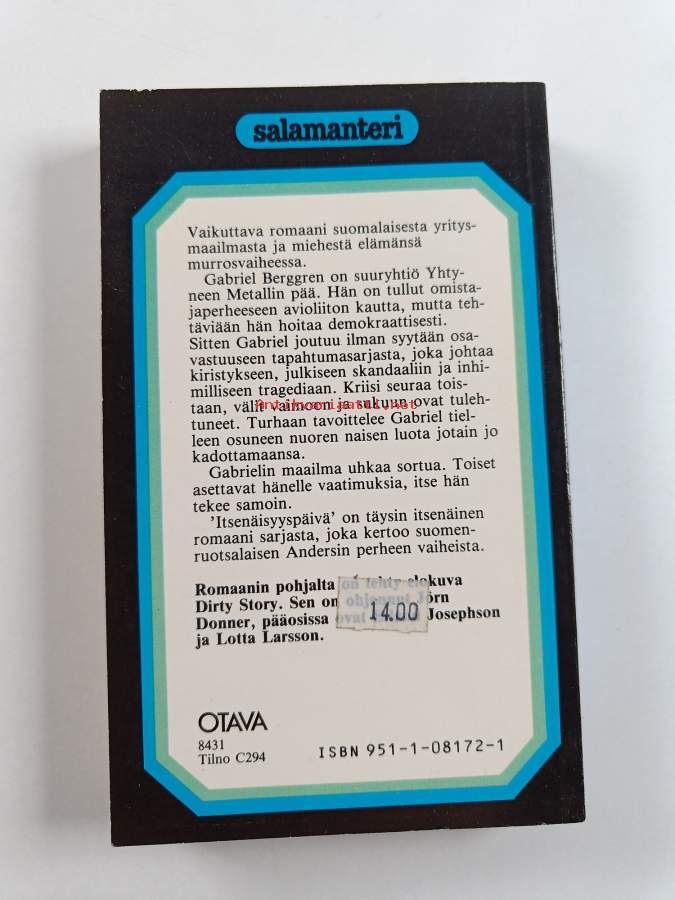 salamanteri
Vaikuttava romaani suomalaisesta yritys-
maailmasta ja miehestä elämänsä
murrosvaiheessa.
Gabriel Berggren on suuryhtiö Yhty-
neen Metallin pää. Hän on tullut omista-
japerheeseen avioliiton kautta, mutta teh-
täviään hän hoitaa demokraattisesti.
Sitten Gabriel joutuu ilman syytään osa-
vastuuseen tapahtumasarjasta, joka johtaa
kiristykseen, julkiseen skandaaliin ja inhi-
milliseen tragediaan. Kriisi seuraa tois-
taan, välit vaimoon ja sukuun ovat tuleh-
Antikvariaatti.net
tuneet. Turhaan tavoittelee Gabriel tiel-
leen osuneen nuoren naisen luota jotain jo
kadottamaansa.
Gabrielin maailma uhkaa sortua. Toiset
asettavat hänelle vaatimuksia, itse hän
tekee samoin.
'Itsenäisyyspäivä' on täysin itsenäinen
romaani sarjasta, joka kertoo suomen-
ruotsalaisen Andersin perheen vaiheista.
Romaanin pohjalta on tehty elokuva
Dirty Story. Sen on ohjannut Jörn
Donner, pääosissa ovat Josephson
ja Lotta Larsson.
14.00
OTAVA
8431
Tilno C294
ISBN 951-1-08172-1